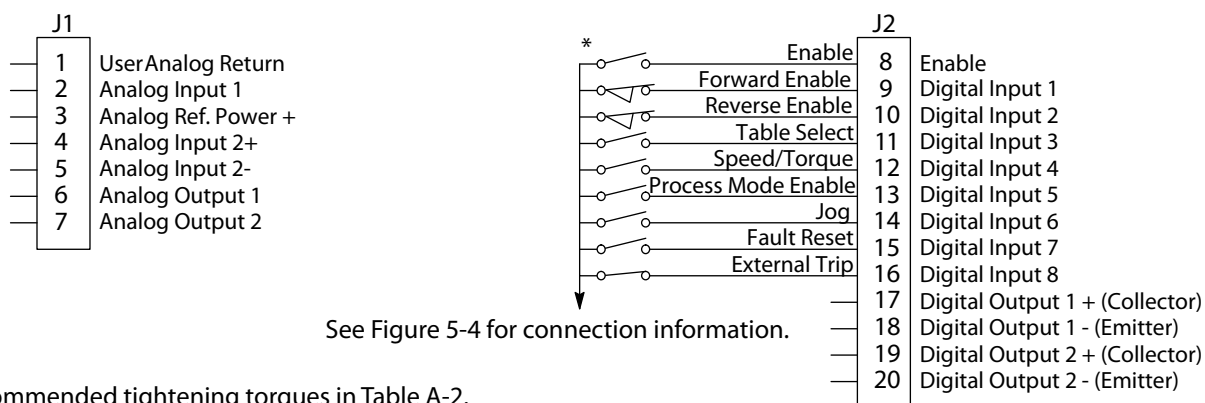 J1
1 UserAnalog Return
2 Analog Input 1
3 Analog Ref. Power +
4 Analog Input 2+
5 Analog Input 2-
6 Analog Output 1
7 Analog Output 2
J2
*
Enable 8 Enable
Forward Enable 9 Digital Input 1
Reverse Enable 10 Digital Input 2
Table Select 11 Digital Input 3
Speed/Torque 12 Digital Input 4
Process Mode Enable 13 Digital Input 5
Jog 14 Digital Input 6
Fault Reset 15 Digital Input 7
External Trip 16 Digital Input 8
17 Digital Output 1 + (Collector)
18 Digital Output 1 - (Emitter)
19 Digital Output 2 + (Collector)
20 Digital Output 2 - (Emitter)
See Figure 5-4 for connection information.
tightening torques in Table A-2.